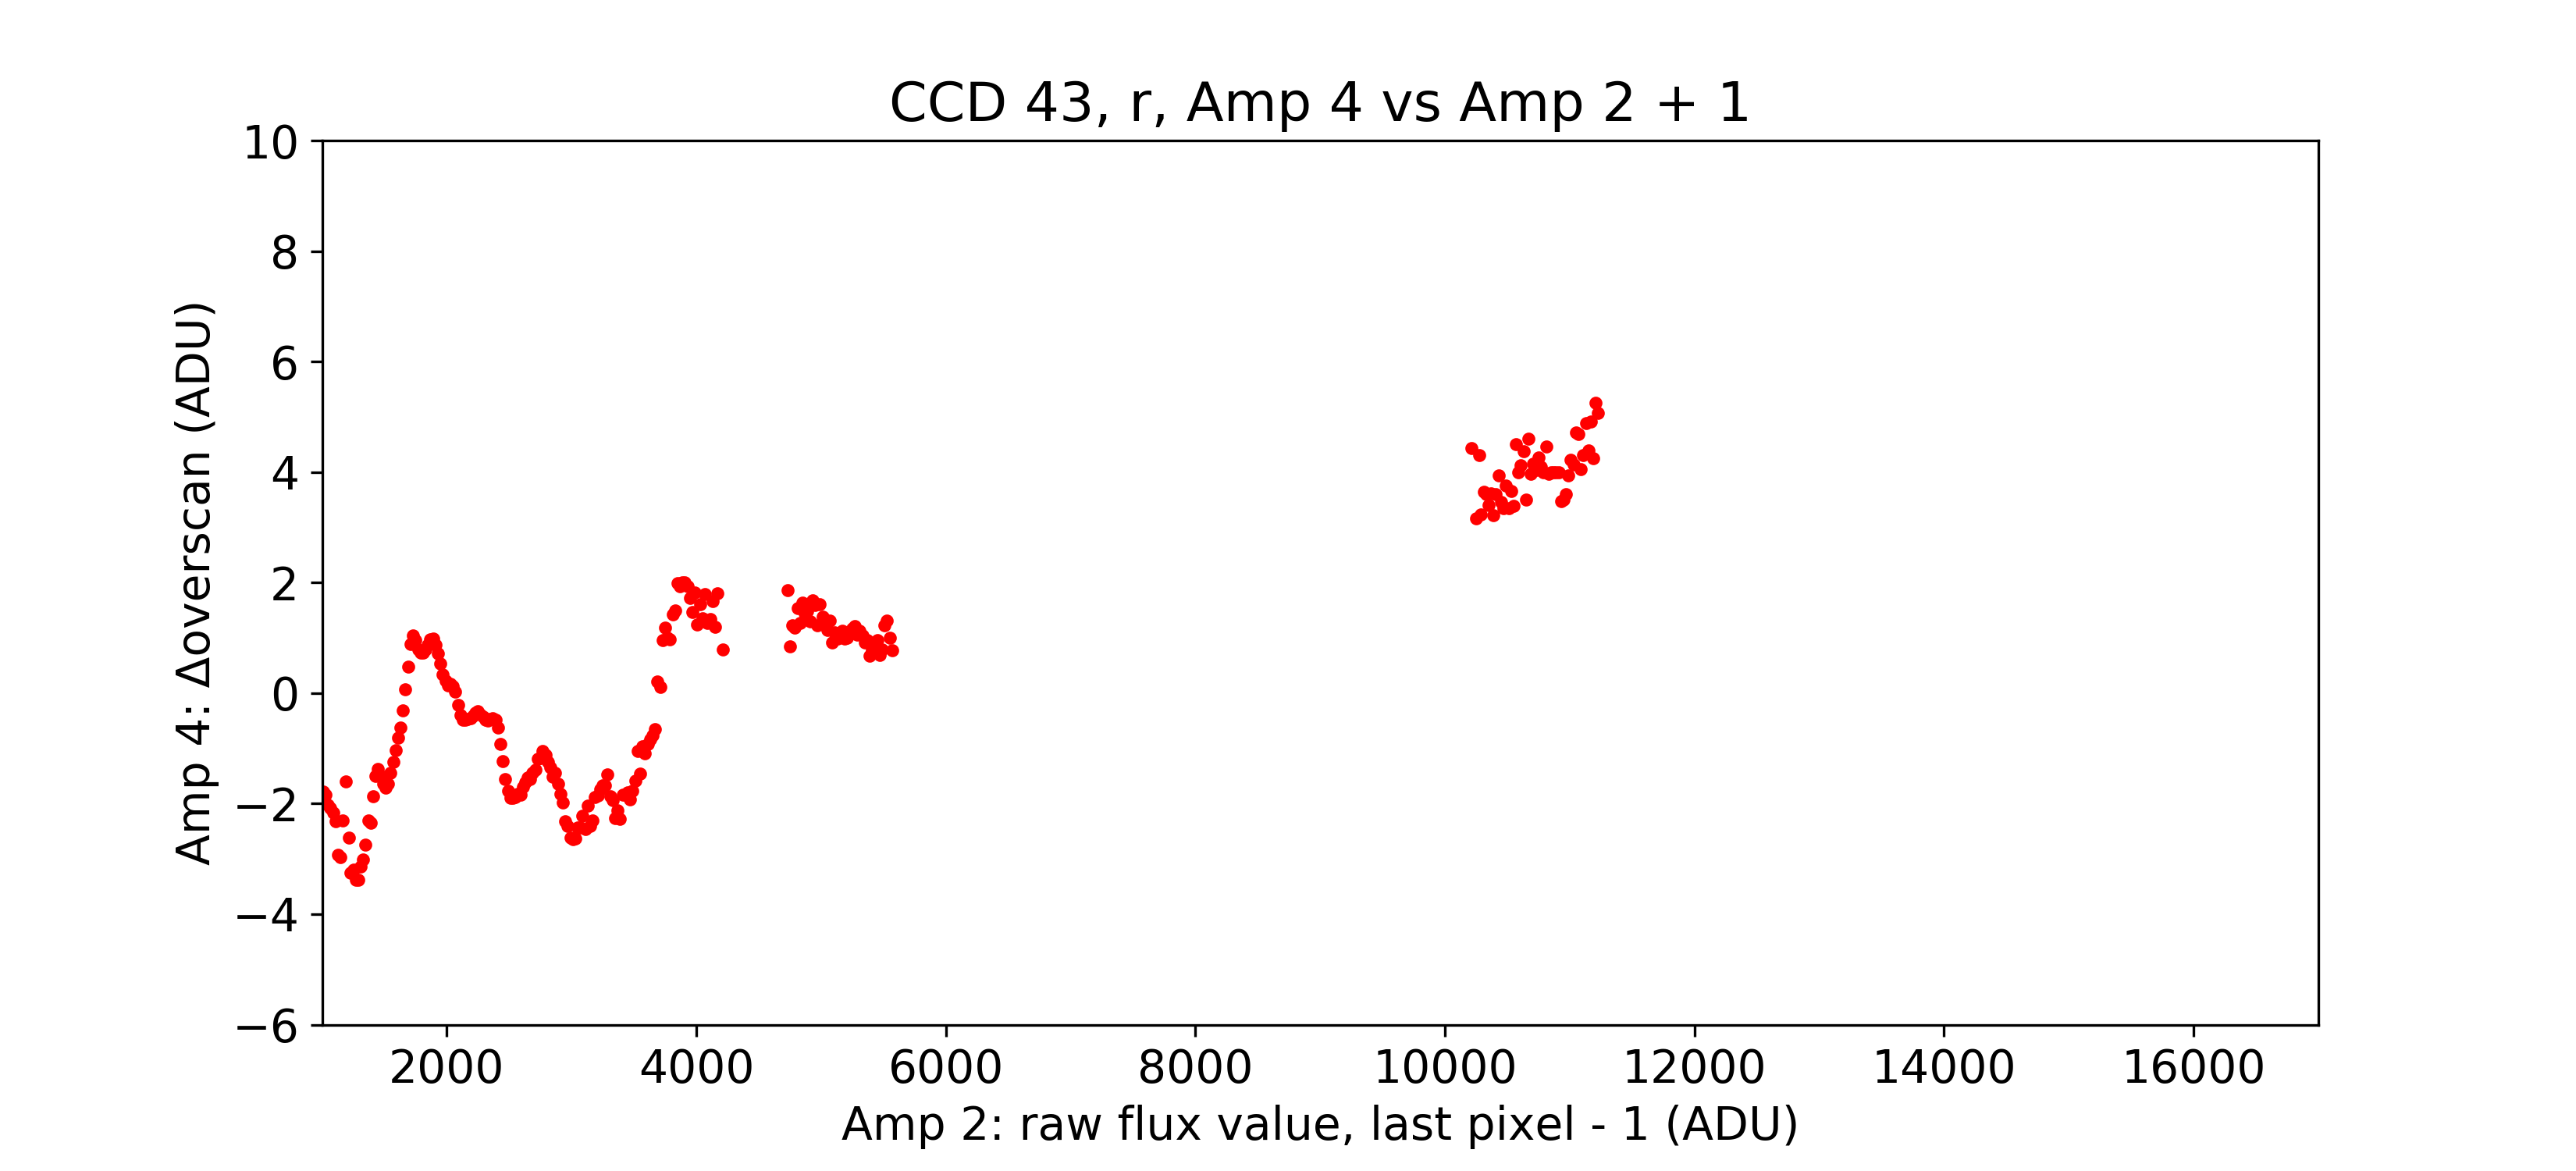 CCD 43, r, Amp 4 vs Amp 2 + 1
10
8
6
4
2
0
−2
−4
−6
Amp 4: Δoverscan (ADU)
2000 4000 6000 8000 10000 12000 14000 16000
Amp 2: raw flux value, last pixel - 1 (ADU)